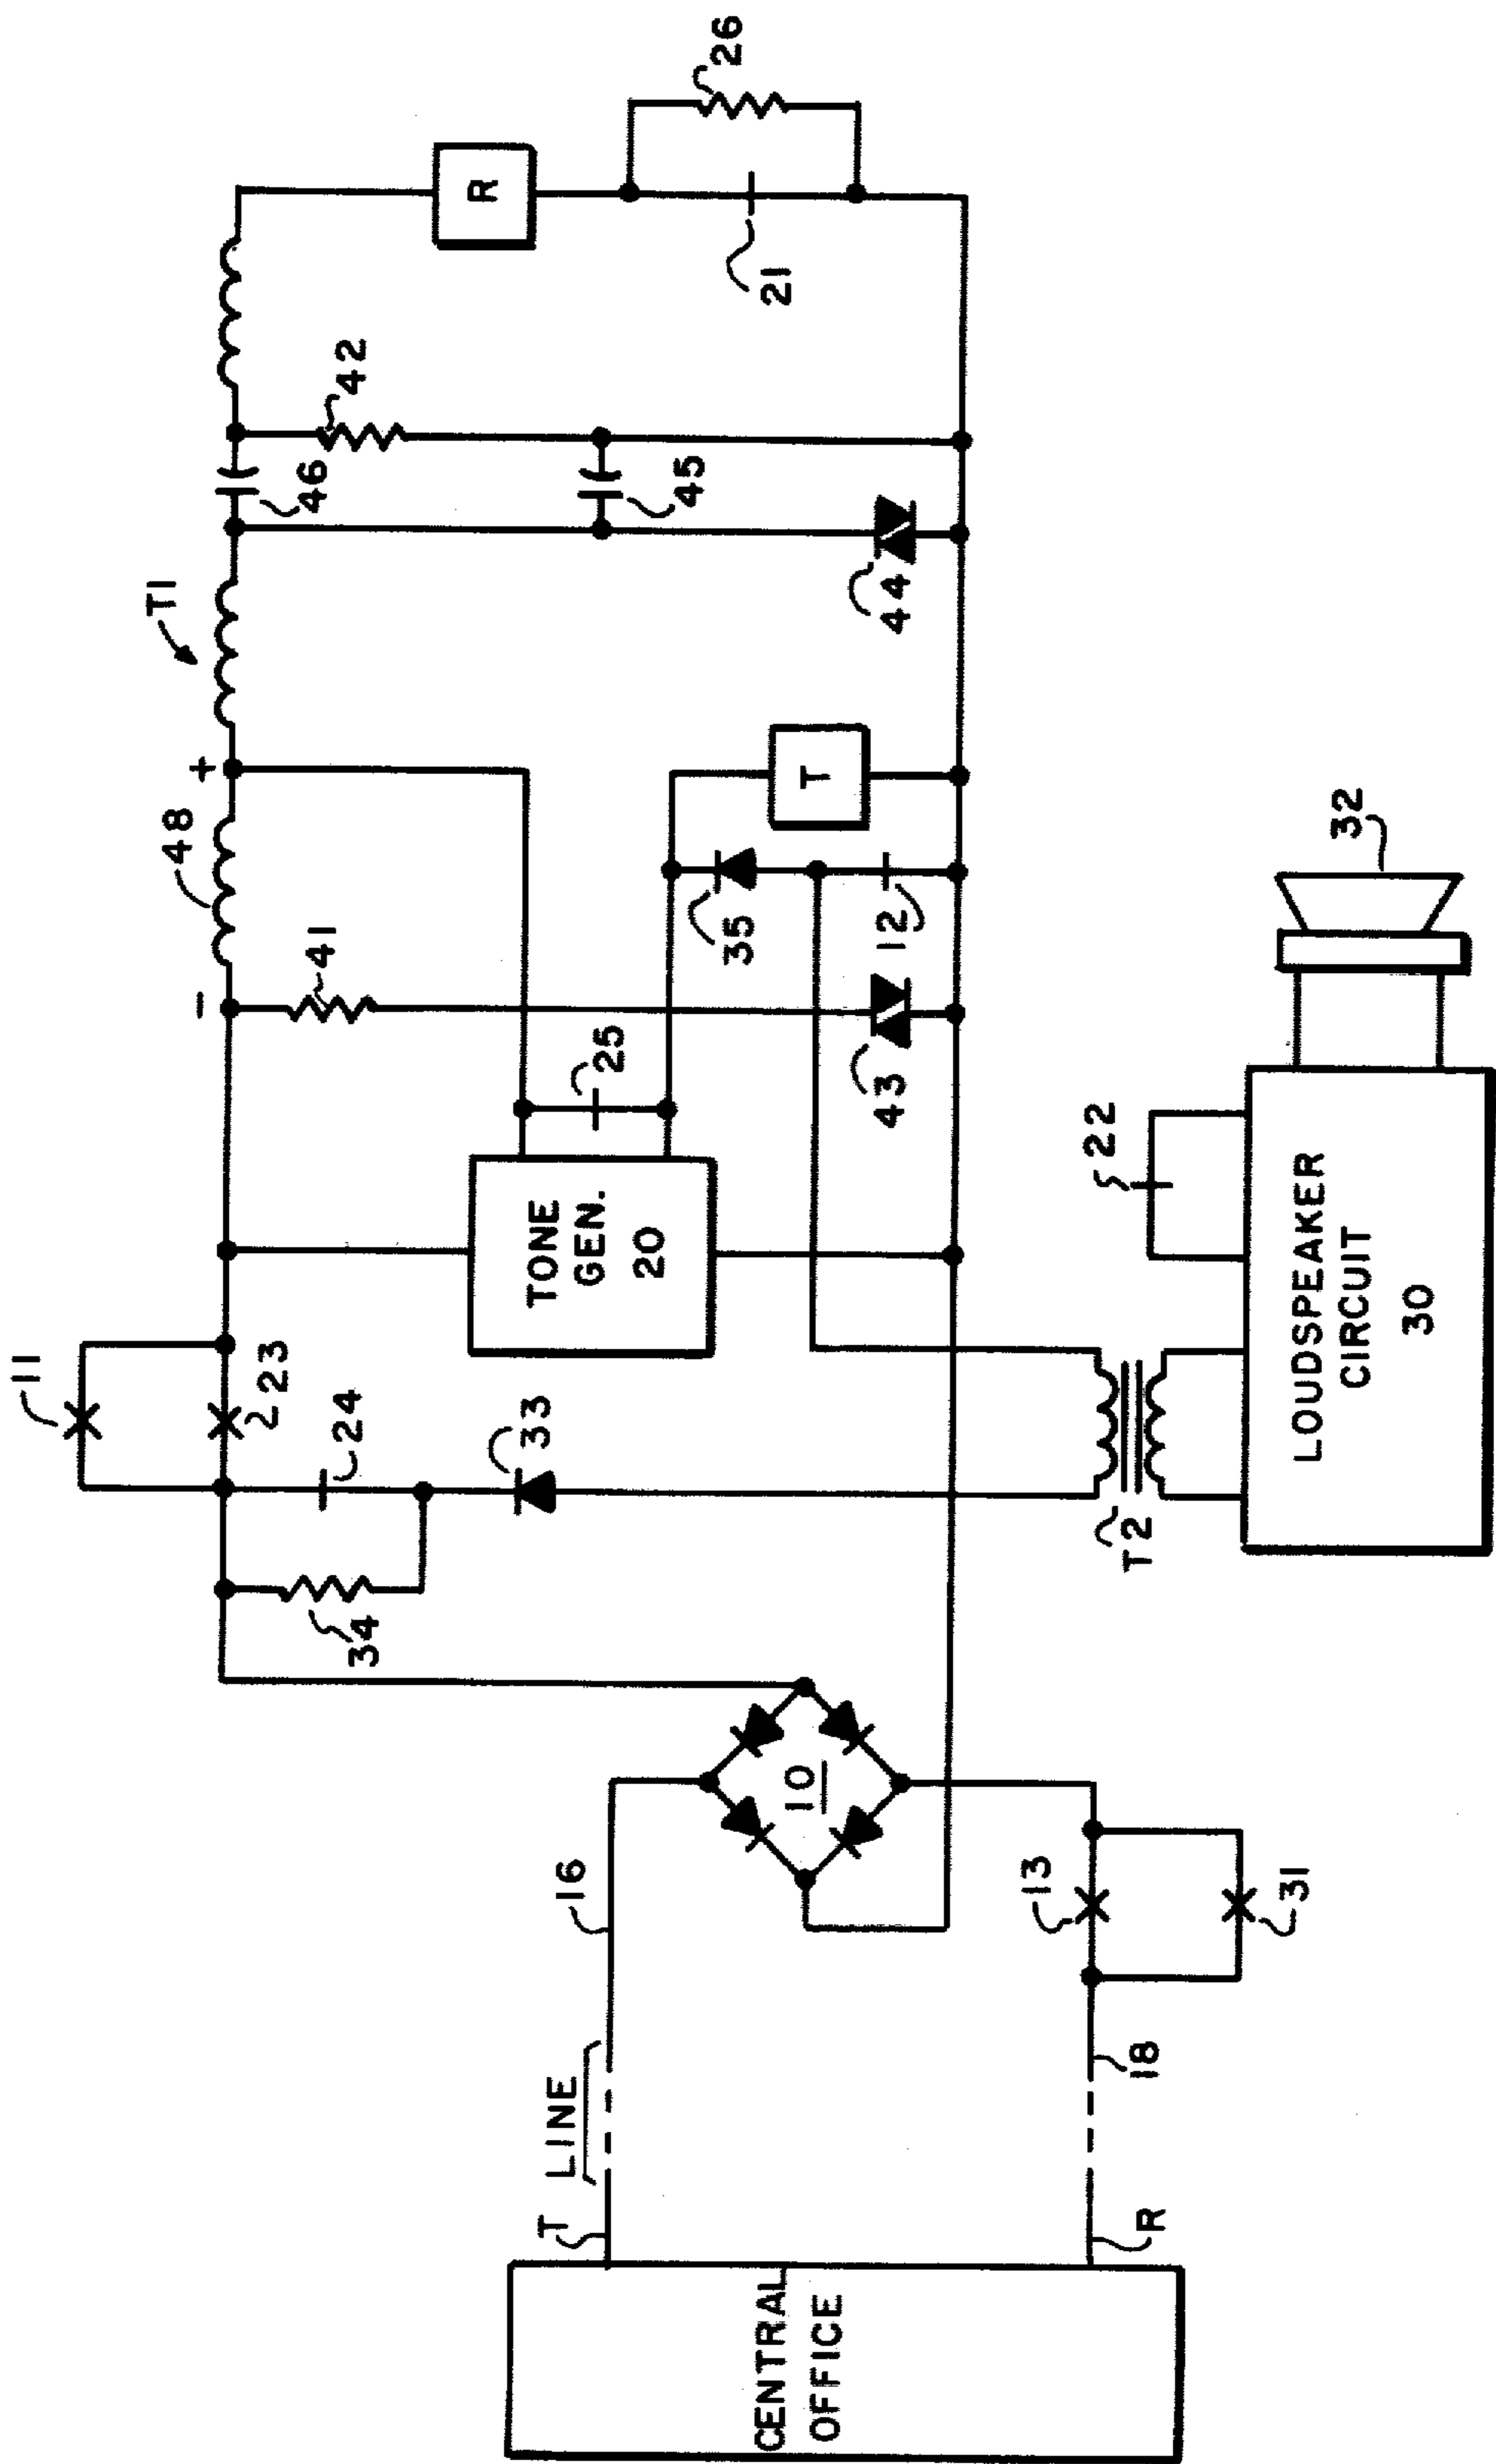 11
23
24
33
34
48
41
-
+
T1
46
42
45
44
R
26
21
TONE
GEN.
20
25
43
35
12
T
10
16
LINE
T
R
18
13
31
CENTRAL
OFFICE
T2
22
LOUDSPEAKER
CIRCUIT
30
32